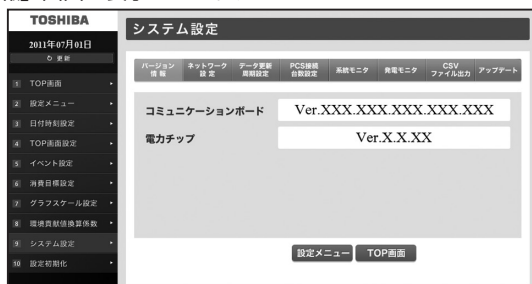 TOSHIBA
2011年07月01日
更新
1 TOP画面
2 設定メニュー
3 日付時刻設定
4 TOP画面設定
5 イベント設定
6 消費目標設定
7 グラフスケール設定
8 環境貢献値換算係数
9 システム設定
10 設定初期化
システム設定
バージョン情報
ネットワーク設定
データ更新周期設定
PCS接続台数設定
系統モニタ
発電モニタ
CSVファイル出力
アップデート
コミュニケーションボード Ver.XXX.XX.XXX.XXX.XXX
電力チップ Ver.X.X.XX
設定メニュー TOP画面